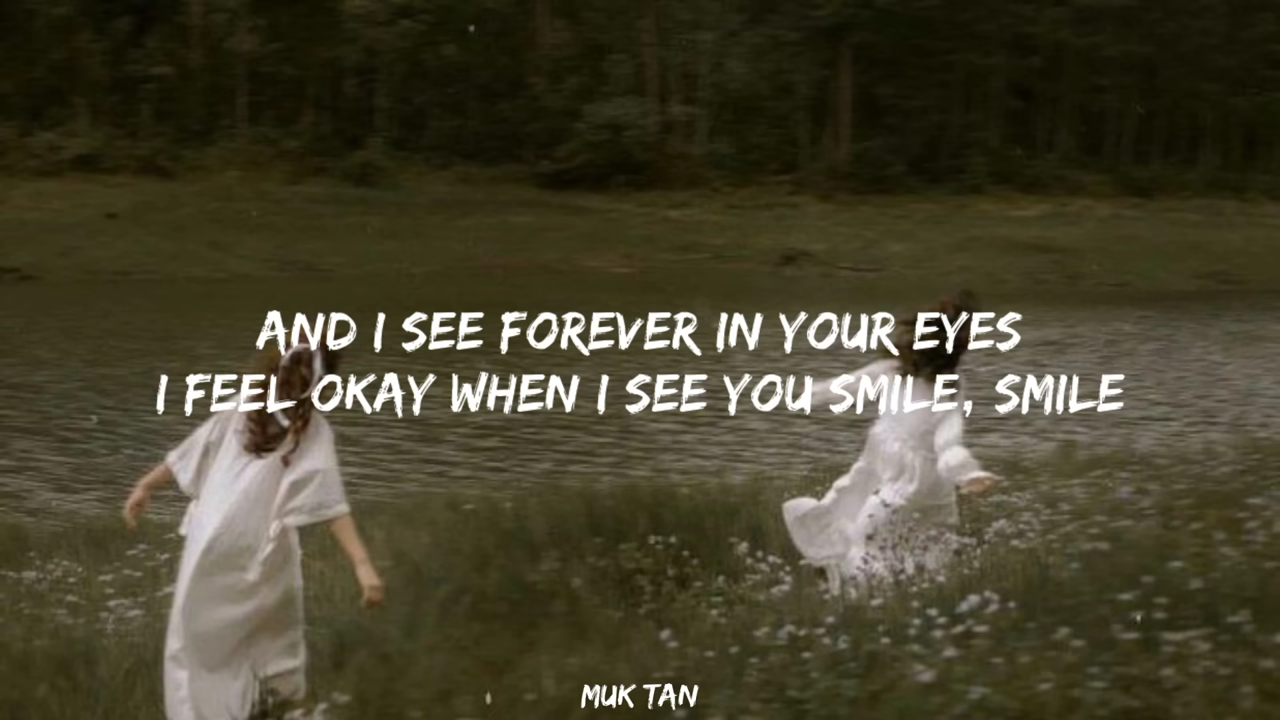 AND I SEE FOREVER IN YOUR EYES
I FEEL OKAY WHEN I SEE YOU SMILE, SMILE
MUK TAN